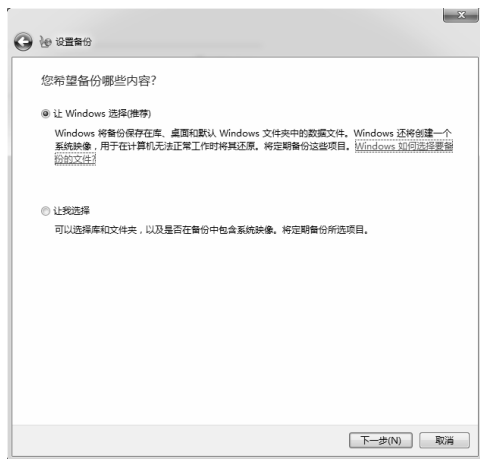 设置备份
您希望备份哪些内容?
让 Windows 选择(推荐)
Windows 将备份保存在库、桌面和默认 Windows 文件夹中的数据文件。Windows 还将创建一个
系统映像，用于在计算机无法正常工作时将其还原。将定期备份这些项目。Windows 如何选择要备
份的文件?
让我选择
可以选择库和文件夹，以及是否在备份中包含系统映像。将定期备份所选项目。
下一步(N) 取消